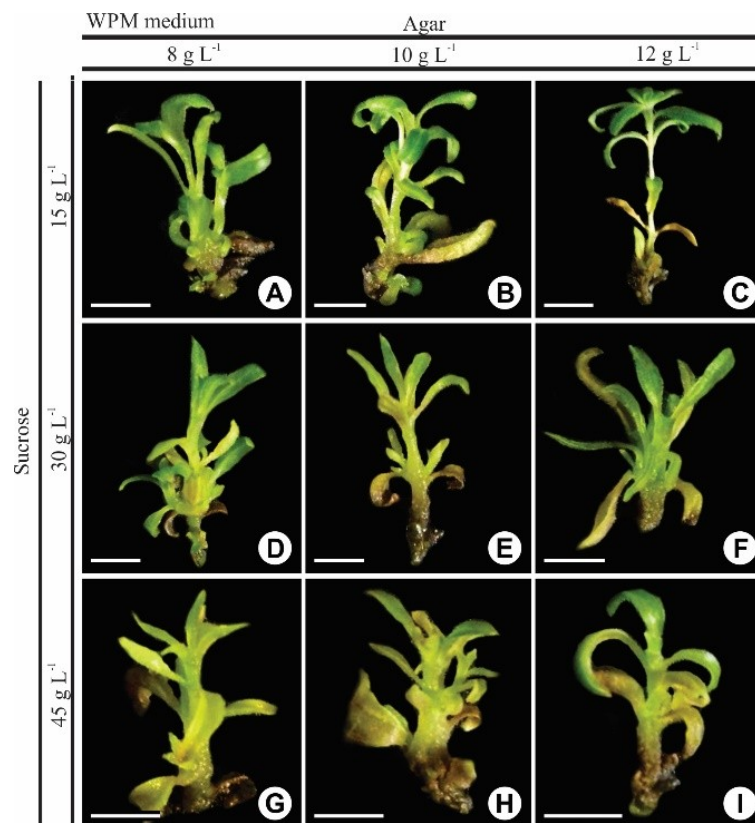 WPM medium
Agar
8 g L⁻¹
10 g L⁻¹
12 g L⁻¹
Sucrose
15 g L⁻¹
A
B
C
30 g L⁻¹
D
E
F
45 g L⁻¹
G
H
I